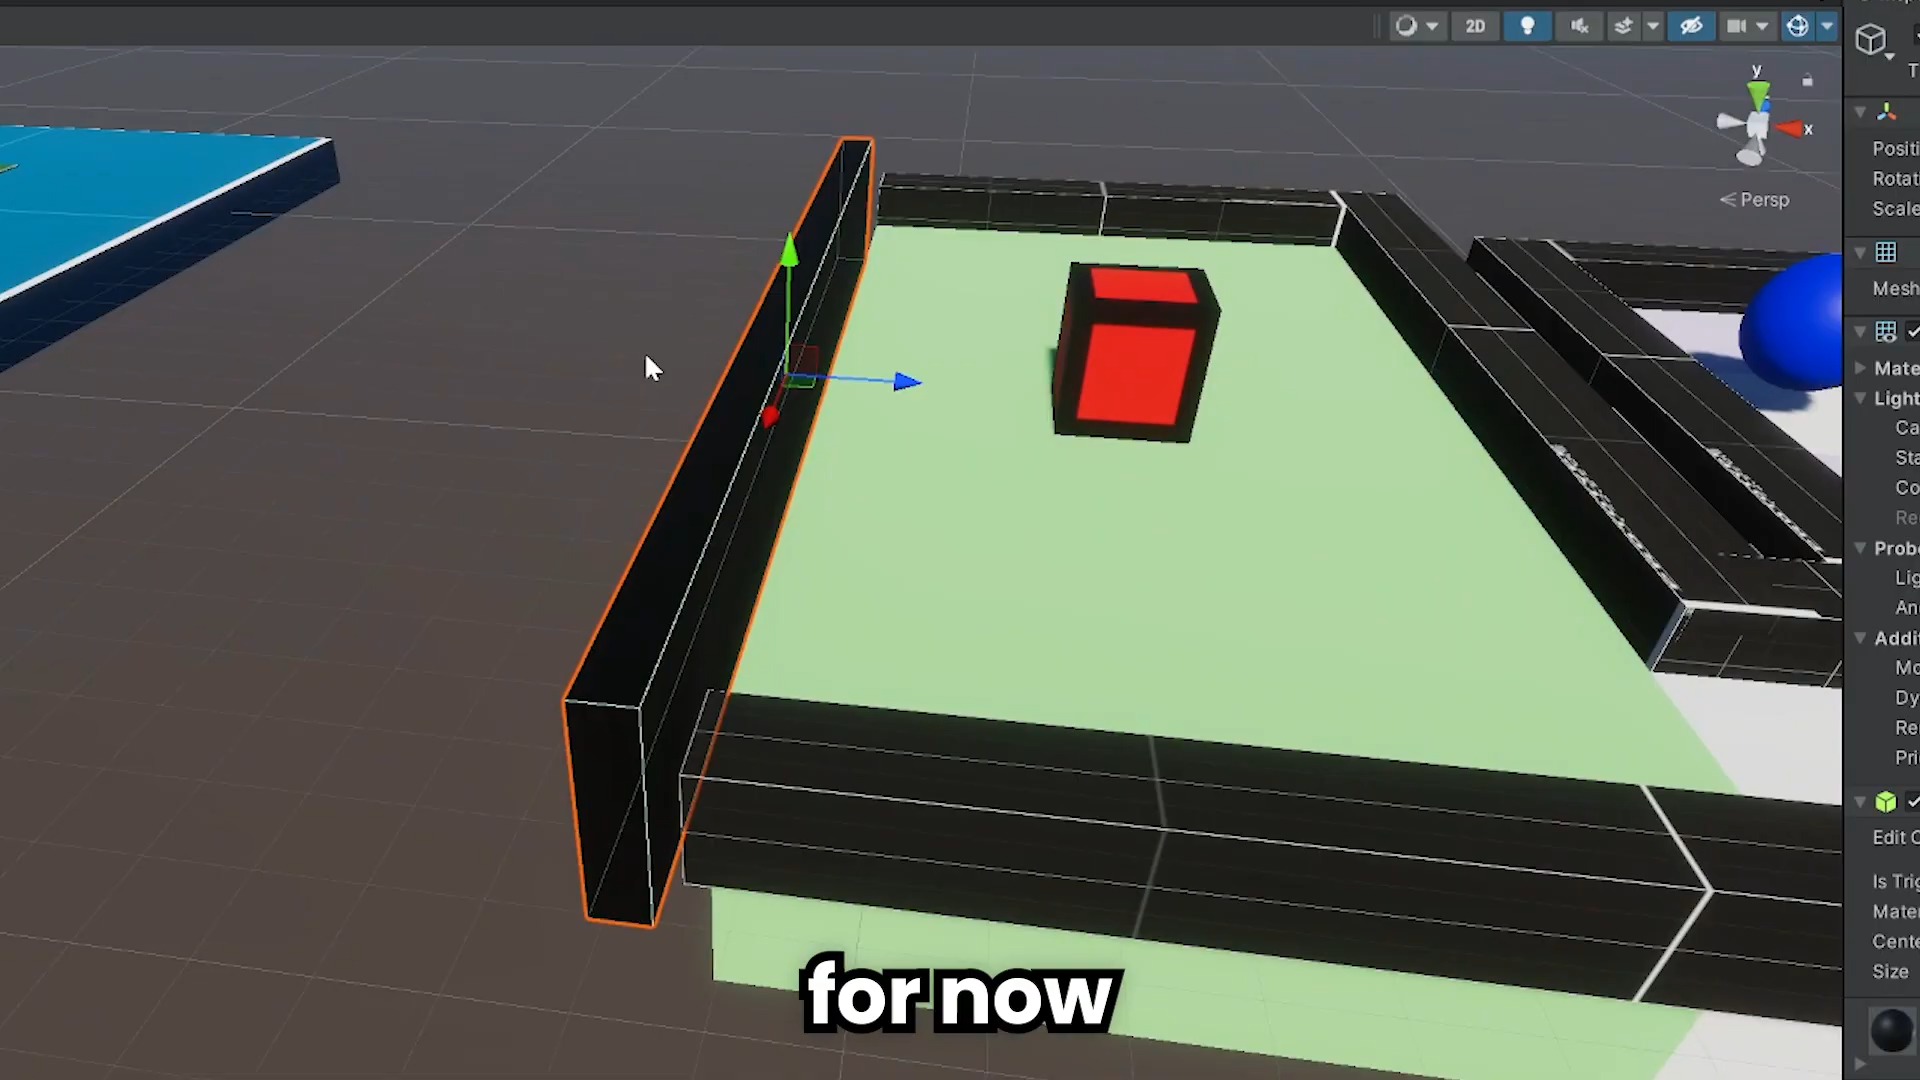 2D
y
x
< Persp
T
Positi
Rotat
Scale
Mesh
Mate
Light
Ca
Sta
Co
Re
Probe
Lig
An
Addi
Mo
Dy
Re
Pri
Edit C
Is Trig
Mater
Cente
Size
for now